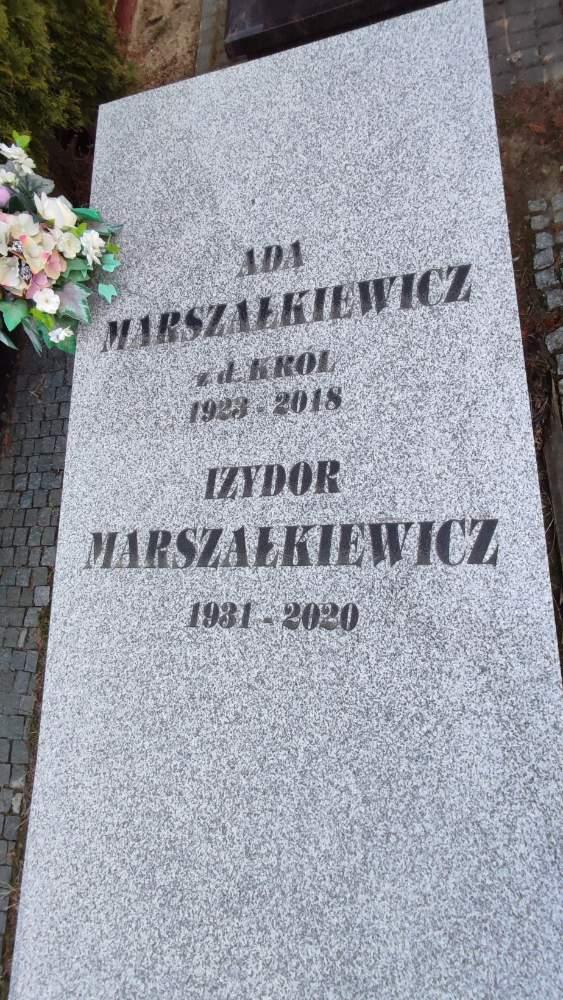 ADA
MARSZAŁKIEWICZ
z d. KRÓL
1923 - 2018
IZYDOR
MARSZAŁKIEWICZ
1931 - 2020